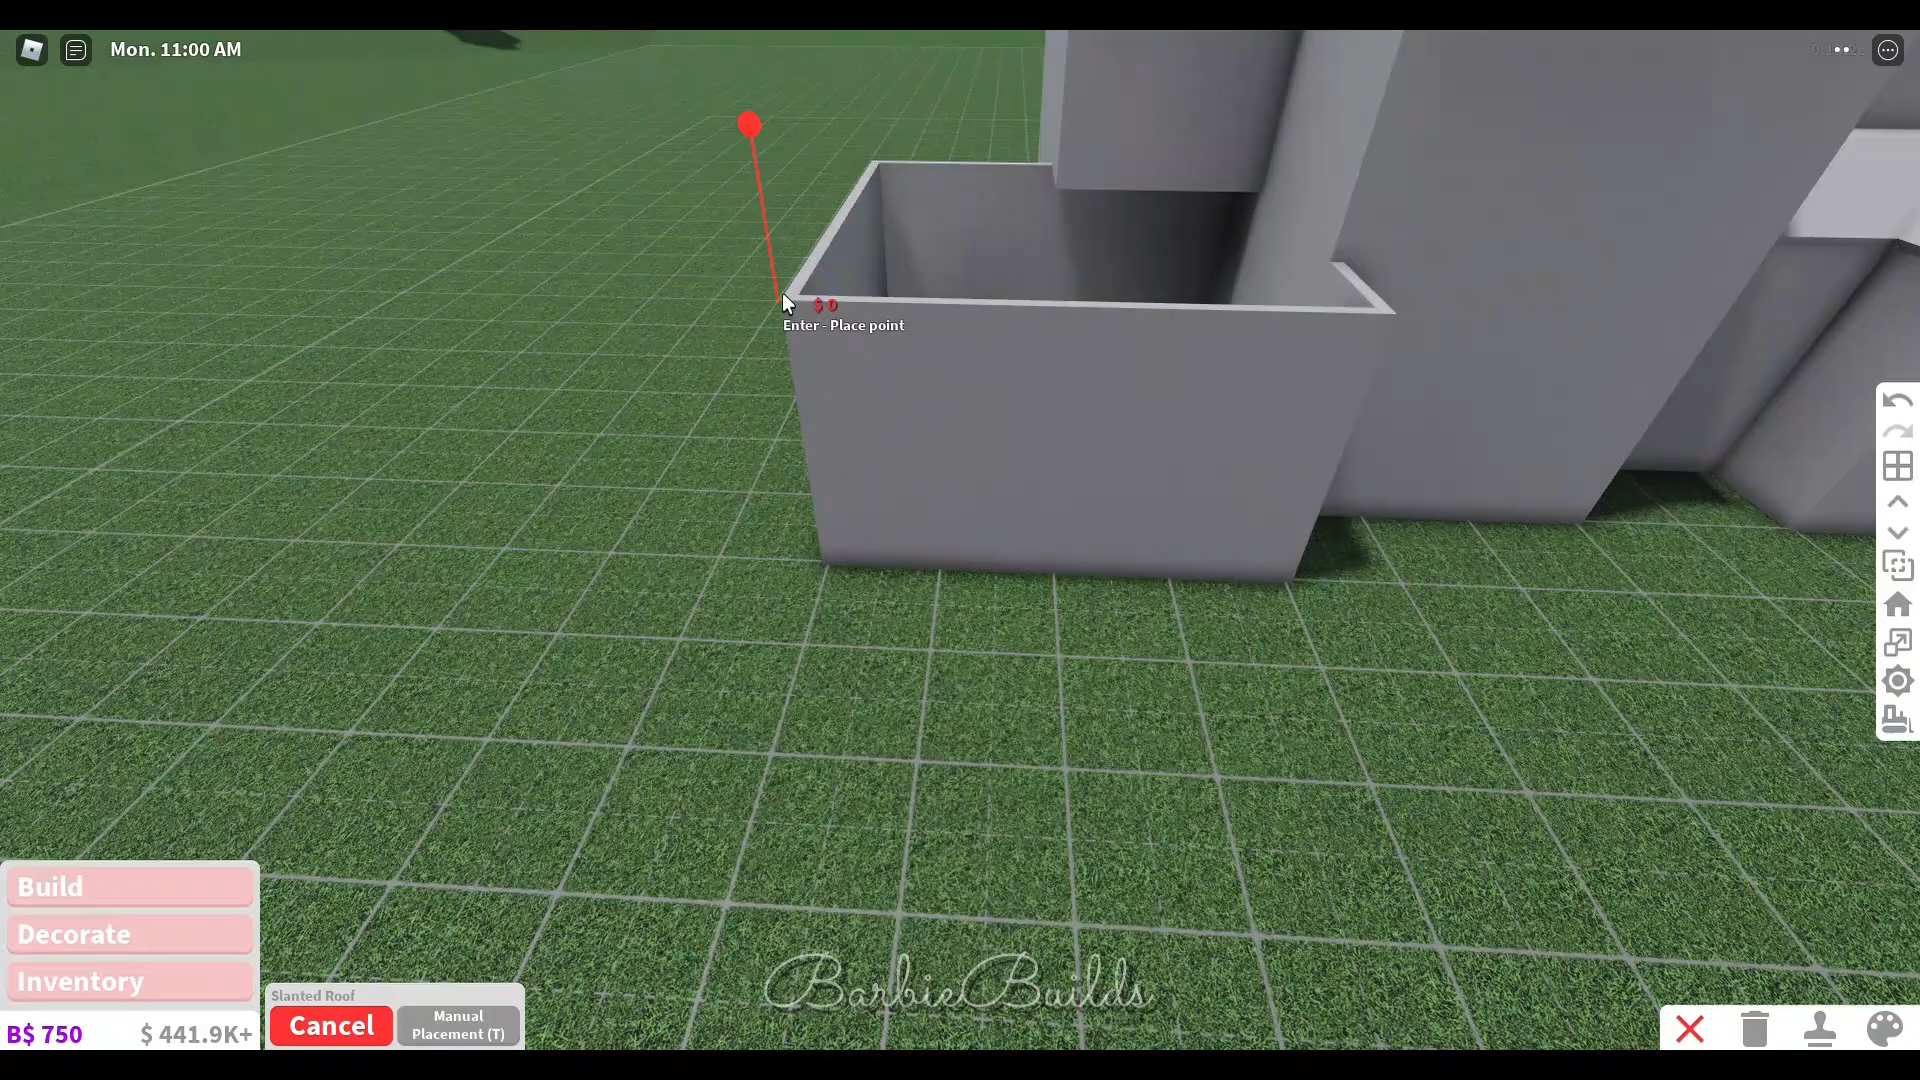 Mon. 11:00 AM
$ 0
Enter - Place point
Build
Decorate
Inventory
B$ 750
$ 441.9K+
Slanted Roof
Cancel
Manual
Placement (T)
BarbieBuilds